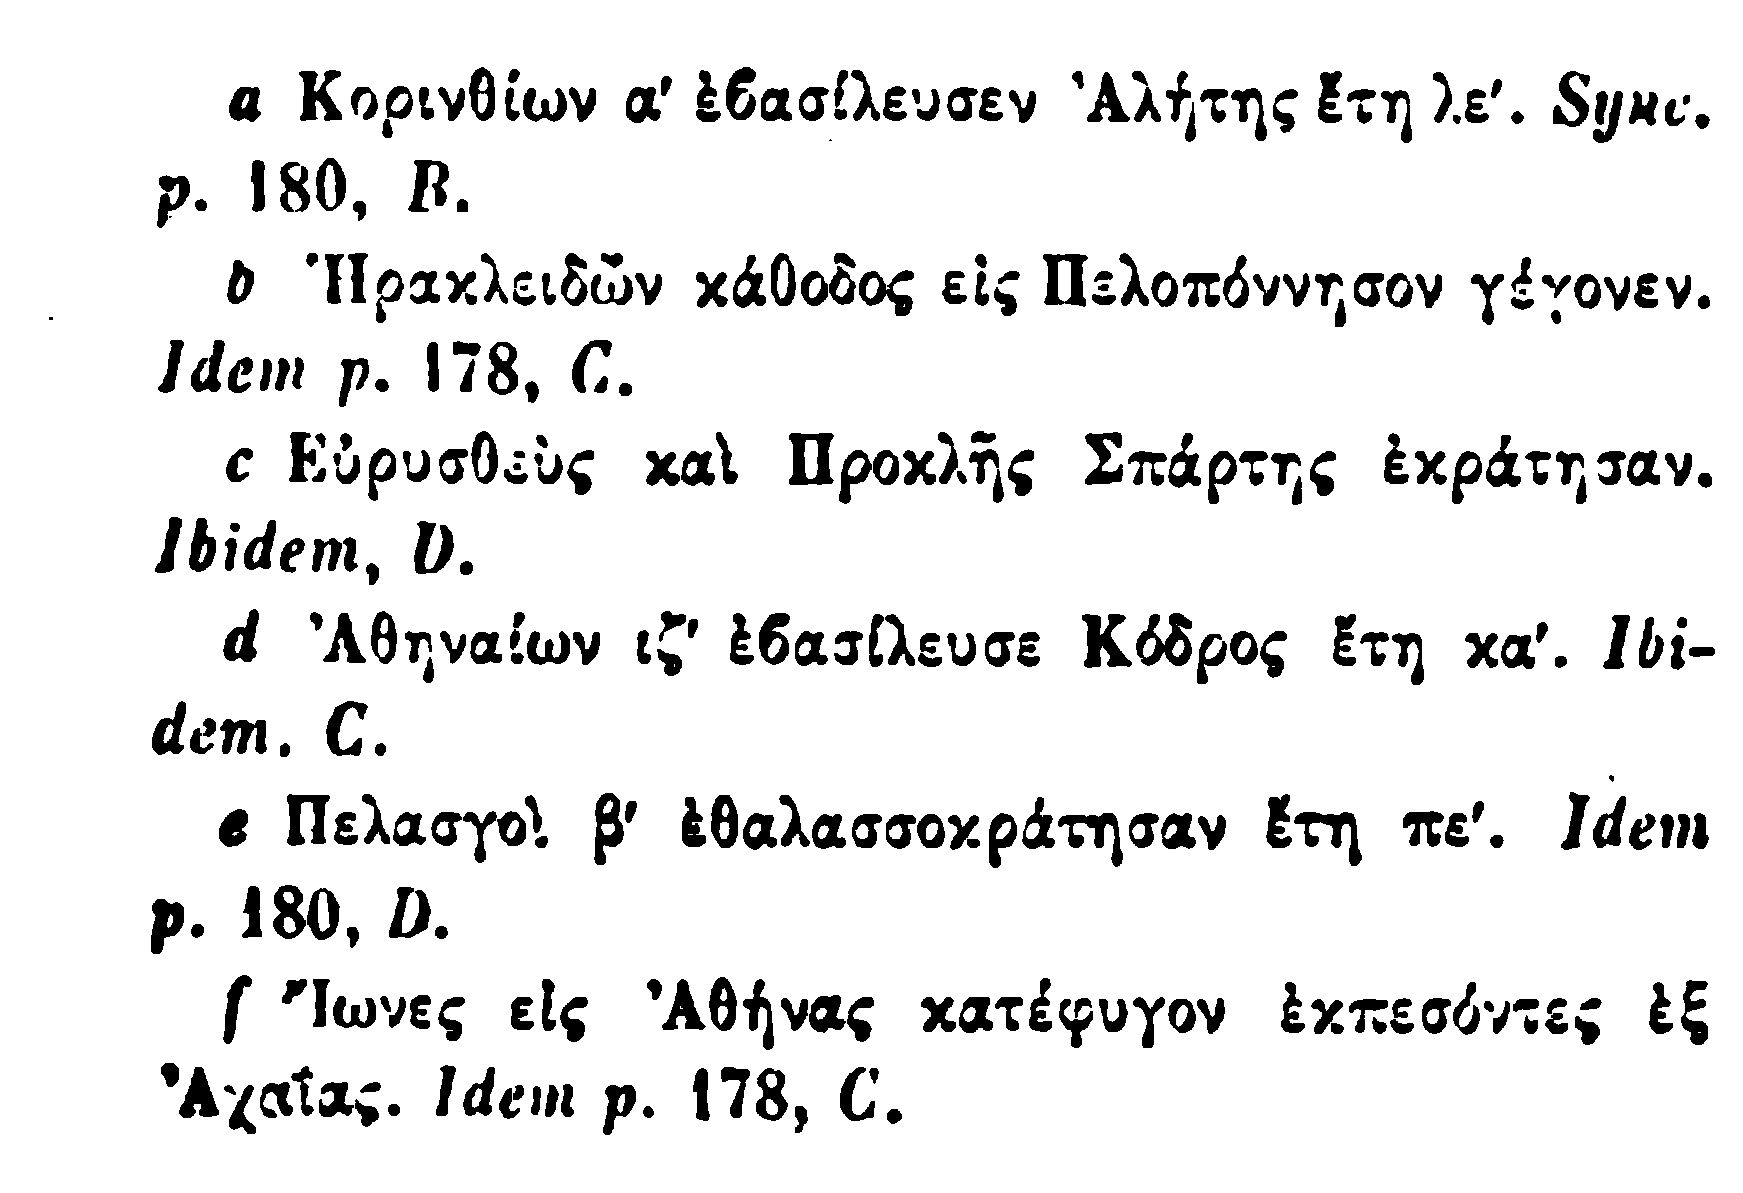 a Κορινθίων α' ἐϐασίλευσεν Ἀλήτης ἔτη λε'. Sync.
p. 180, B.
b Ἡρακλειδῶν κάθοδος εἰς Πελοπόννησον γέγονεν.
Idem p. 178, C.
c Εὐρυσθεὺς καὶ Προκλῆς Σπάρτης ἐκράτησαν.
Ibidem, D.
d Ἀθηναίων ιζ' ἐϐασίλευσε Κόδρος ἔτη κα'. Ibi-
dem. C.
e Πελασγοὶ β' ἐθαλασσοκράτησαν ἔτη πε'. Idem
p. 180, D.
f Ἴωνες εἰς Ἀθήνας κατέφυγον ἐκπεσόντες ἐξ
Ἀχαΐας. Idem p. 178, C.